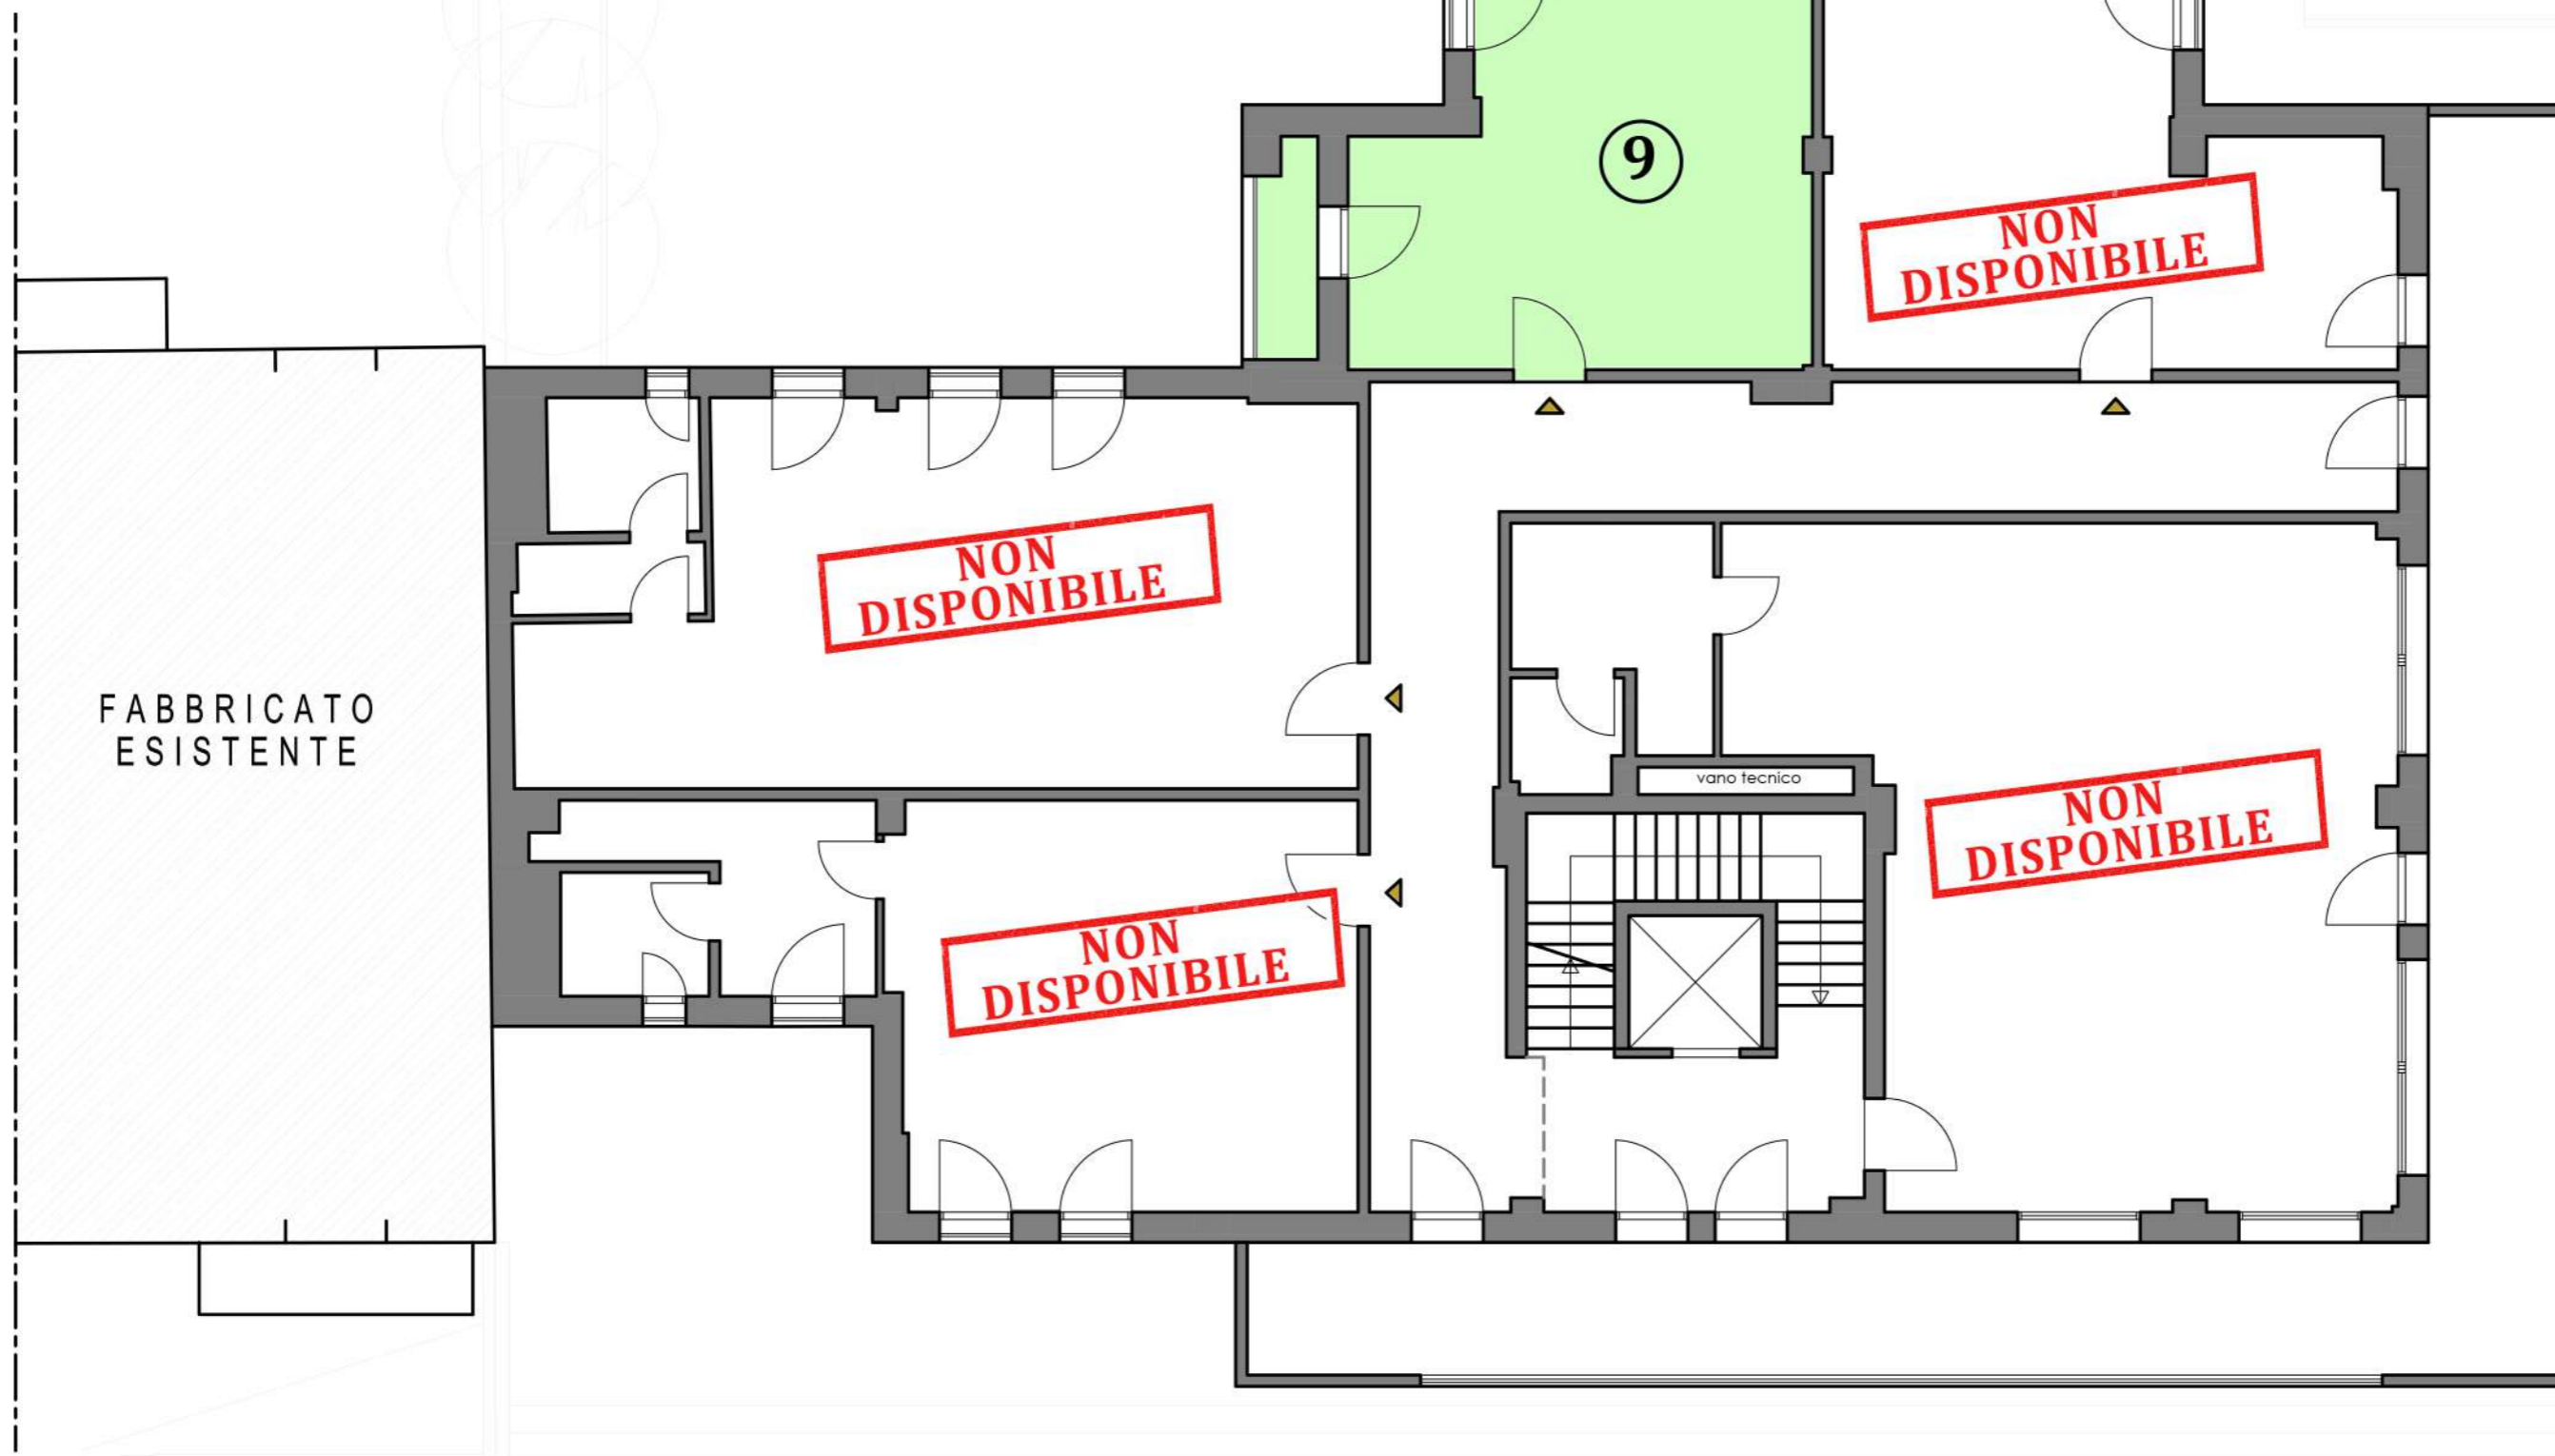 9
NON
DISPONIBILE
NON
DISPONIBILE
FABBRICATO
ESISTENTE
vano tecnico
NON
DISPONIBILE
NON
DISPONIBILE